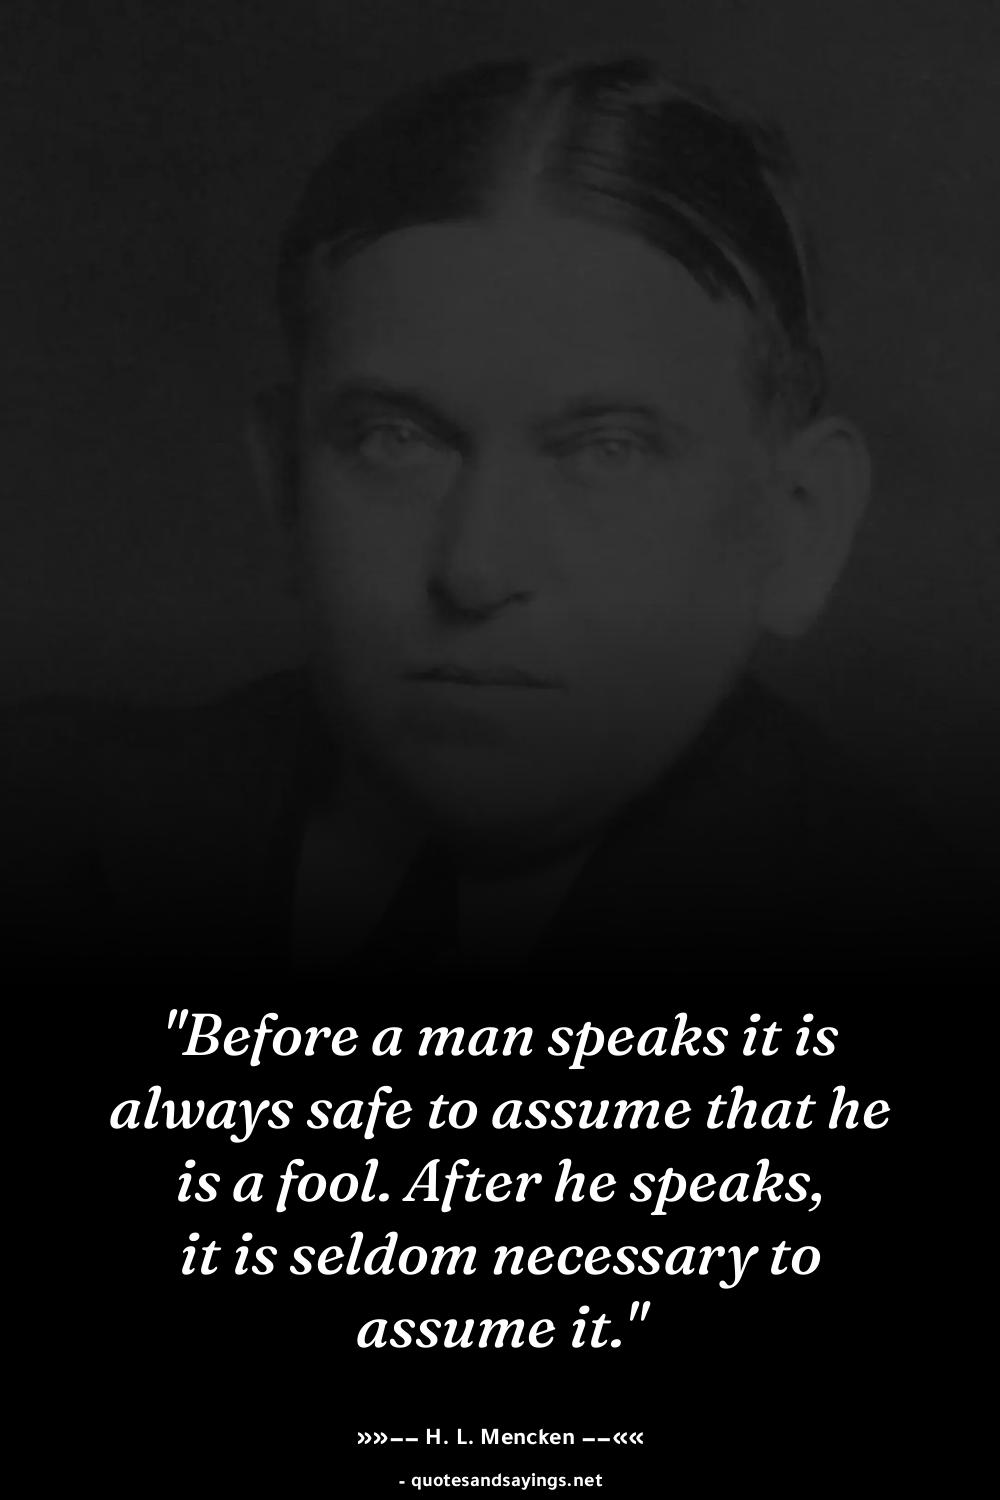 "Before a man speaks it is
always safe to assume that he
is a fool. After he speaks,
it is seldom necessary to
assume it."
»»−− H. L. Mencken −−««
- quotesandsayings.net